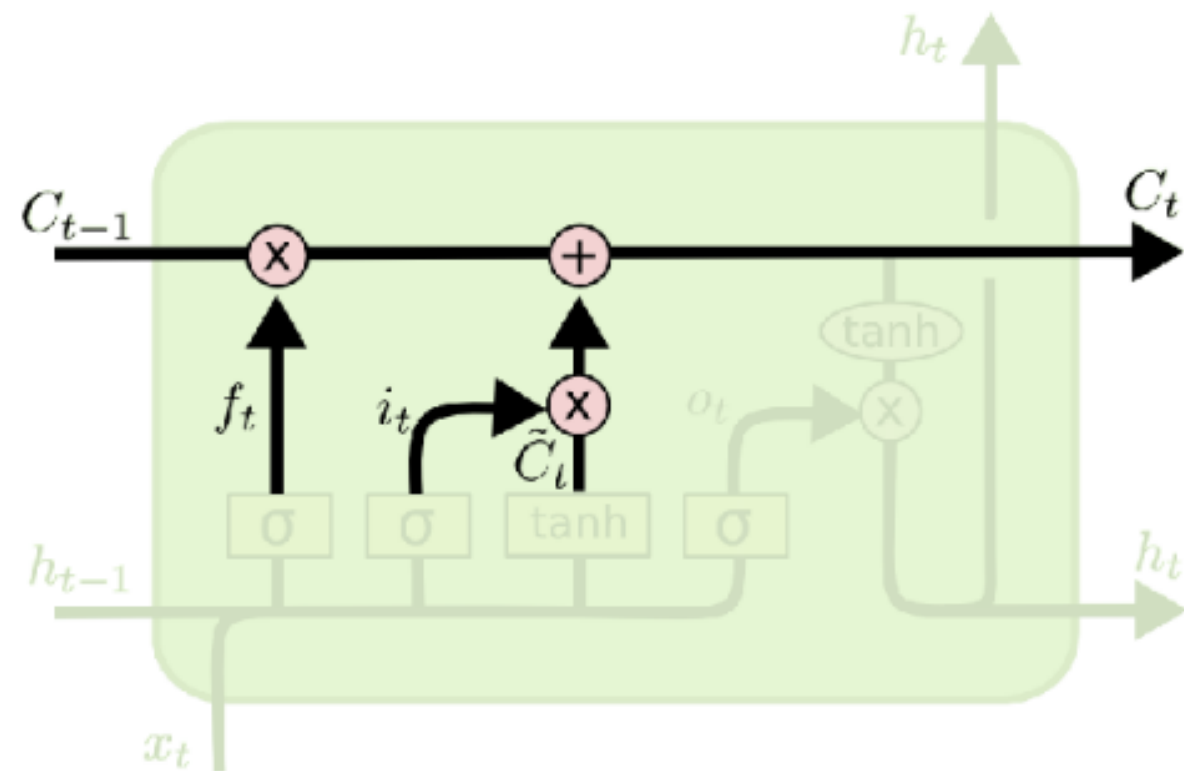 h_t
C_{t-1}
C_t
x
+
tanh
f_t
i_t
x
o_t
x
C̃_t
σ
σ
tanh
σ
h_{t-1}
h_t
x_t